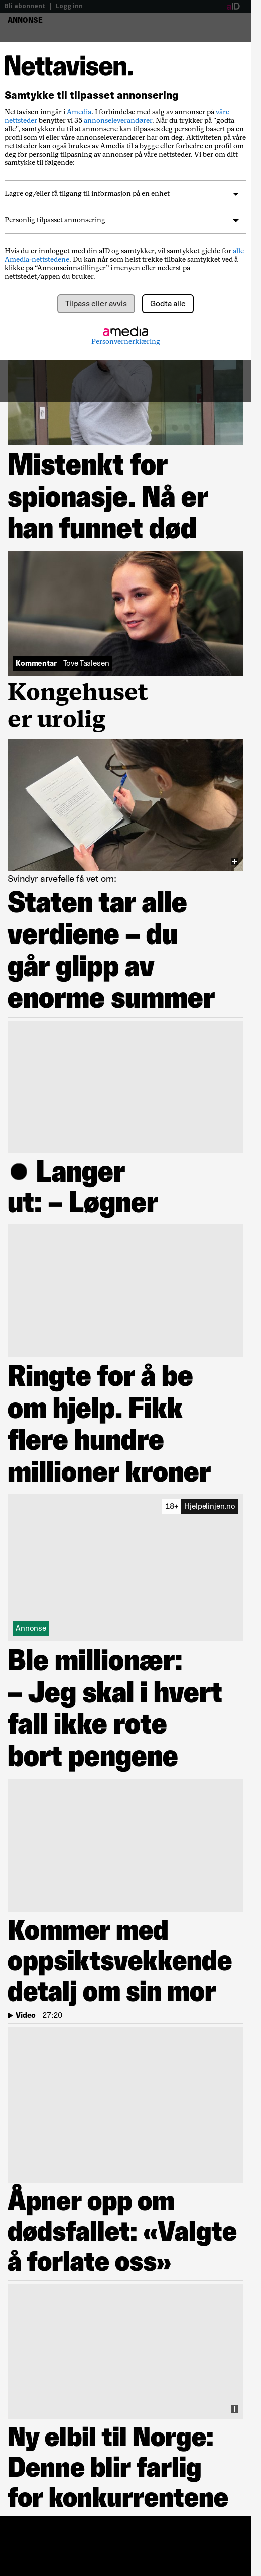 Bli abonnent | Logg inn
aID
ANNONSE
Nettavisen.
Samtykke til tilpasning og annonsering
Nettavisen inngår i Amedia. I forbindelse med salg av annonser på våre
nettsteder benytter vi 35 annonseleverandører. Når du trykker på "godta
alle", samtykker du til at annonsene kan tilpasses deg personlig basert på en
profil som vi eller våre annonseleverandører har om deg. Aktiviteten på våre
nettsteder kan også brukes av Amedia til å bygge eller forbedre en profil om
deg for personlig tilpasning av annonser på våre nettsteder. Vi ber om ditt
samtykke til følgende:
Lagre og/eller få tilgang til informasjon på en enhet
Personlig tilpasset annonsering
Hvis du er innlogget med din aID og samtykker, vil samtykket gjelde for alle
Amedia-nettstedene. Du kan når som helst trekke tilbake samtykket ved å
klikke på “Annonseinnstillinger” i menyen eller nederst på
nettstedet/appen du bruker.
Tilpass eller avvis
Godta alle
amedia
Personvernerklæring
Mistenkt for
spionasje. Nå er
han funnet død
Kommentar | Tove Taalesen
Kongehuset
er urolig
Svindyr arvefelle få vet om:
Staten tar alle
verdiene – du
går glipp av
enorme summer
● Langer
ut: – Løgner
Ringte for å be
om hjelp. Fikk
flere hundre
millioner kroner
18+ Hjelpelinjen.no
Annonse
Ble millionær:
– Jeg skal i hvert
fall ikke rote
bort pengene
Kommer med
oppsiktsvekkende
detalj om sin mor
Video | 27:20
Åpner opp om
dødsfallet: «Valgte
å forlate oss»
Ny elbil til Norge:
Denne blir farlig
for konkurrentene